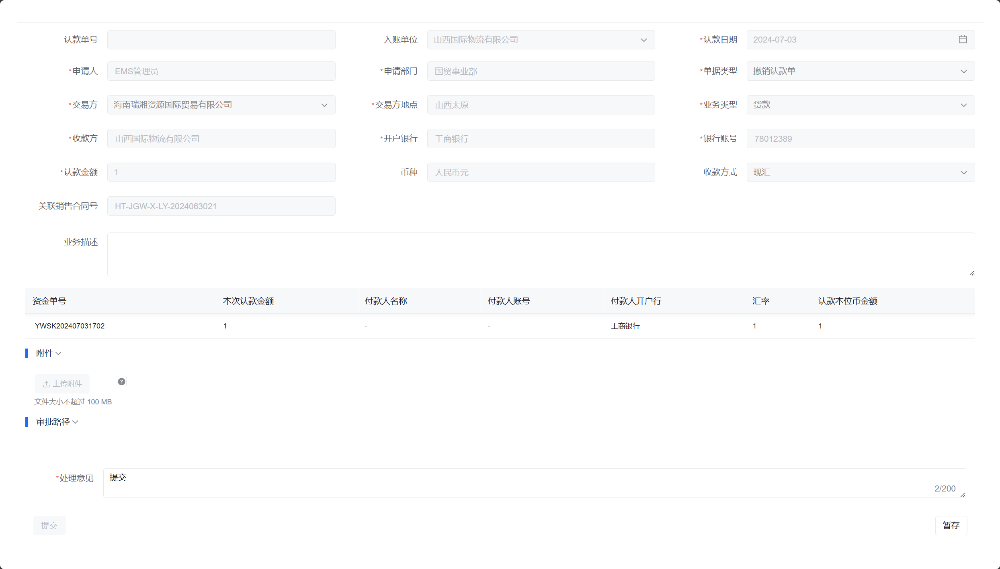 认款单号
入账单位 山西国际物流有限公司
*认款日期 2024-07-03
*申请人 EMS管理员
*申请部门 国贸事业部
*单据类型 撤销认款单
*交易方 海南瑞湘资源国际贸易有限公司
*交易方地点 山西太原
*业务类型 货款
*收款方 山西国际物流有限公司
*开户银行 工商银行
*银行账号 78012389
*认款金额 1
币种 人民币元
收款方式 现汇
关联销售合同号 HT-JGW-X-LY-2024063021
业务描述
资金单号 本次认款金额 付款人名称 付款人账号 付款人开户行 汇率 认款本位币金额
YWSK202407031702 1 - - 工商银行 1 1
附件
上传附件
文件大小不超过 100 MB
审批路径
*处理意见 提交
2/200
提交 暂存